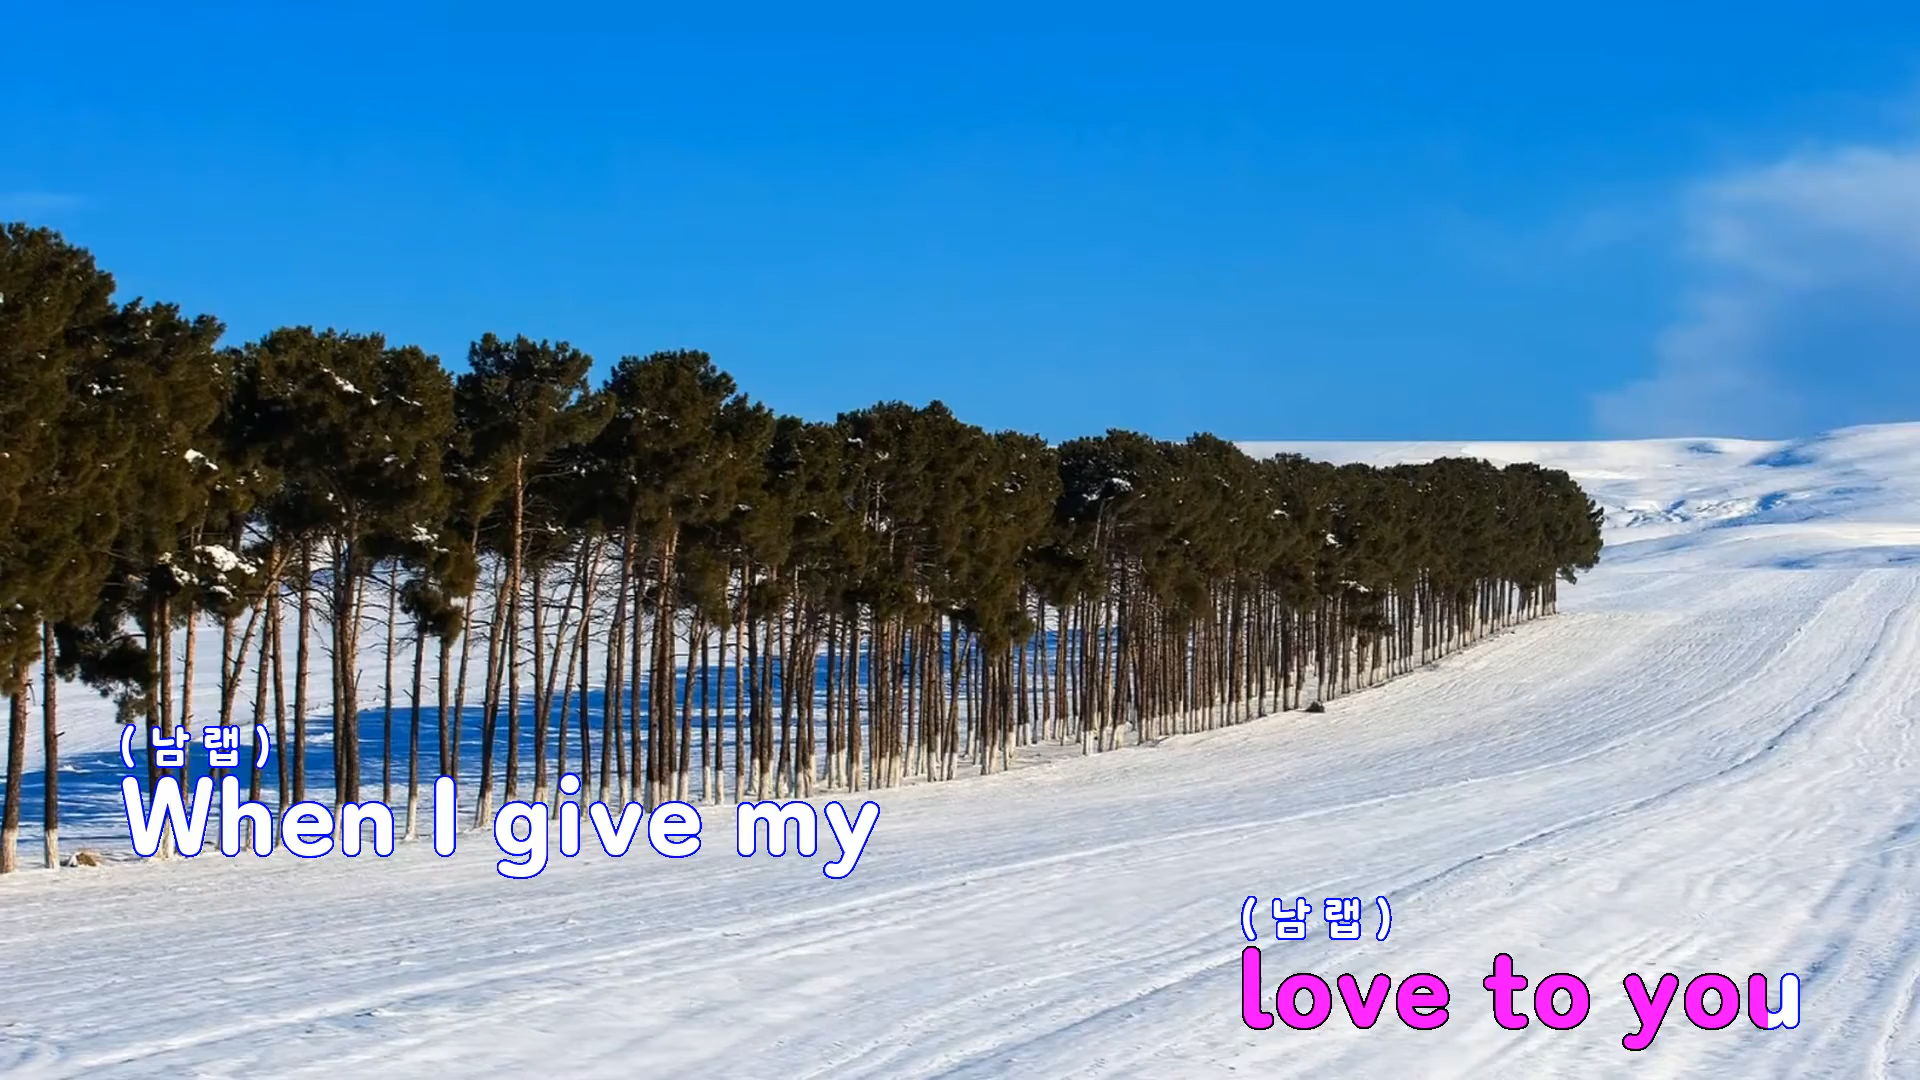 ( 남 랩 )
When I give my
( 남 랩 )
love to you